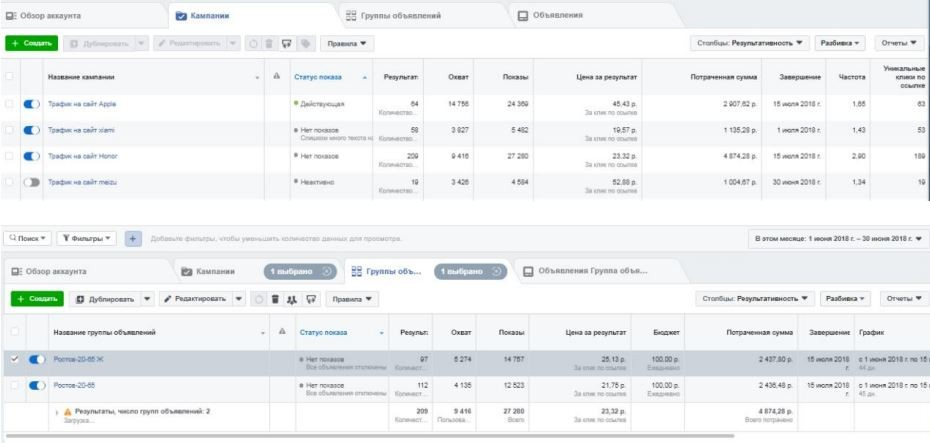 Обзор аккаунта
Кампании
Группы объявлений
Объявления
+ Создать
Дублировать
Редактировать
Правила
Столбцы: Результативность
Разбивка
Отчеты
Название кампании
Статус показа
Результат:
Охват
Показы
Цена за результат
Потраченная сумма
Завершение
Частота
Уникальные клики по ссылке
Трафик на сайт Apple
Действующая
64
Количество...
14 756
24 369
45,43 р.
За клик по ссылке
2 907,62 р.
15 июля 2018 г.
1,65
63
Трафик на сайт xiami
Нет показов
Слишком много текста на
58
Количество...
3 827
5 482
19,57 р.
За клик по ссылке
1 135,28 р.
1 июля 2018 г.
1,43
53
Трафик на сайт Honor
Нет показов
209
Количество...
9 416
27 280
23,32 р.
За клик по ссылке
4 874,28 р.
15 июля 2018 г.
2,90
189
Трафик на сайт meizu
Неактивно
19
Количество...
3 426
4 584
52,88 р.
За клик по ссылке
1 004,67 р.
30 июня 2018 г.
1,34
19
Поиск
Фильтры
+
Добавьте фильтры, чтобы уменьшить количество данных для просмотра.
В этом месяце: 1 июня 2018 г. – 30 июня 2018 г.
Обзор аккаунта
Кампании
1 выбрано
Группы объ...
1 выбрано
Объявления Группа объя...
+ Создать
Дублировать
Редактировать
Правила
Столбцы: Результативность
Разбивка
Отчеты
Название группы объявлений
Статус показа
Результ:
Охват
Показы
Цена за результат
Бюджет
Потраченная сумма
Завершение
График
Ростов-20-65 Ж
Нет показов
Все объявления отключены
97
Количест...
5 274
14 757
25,13 р.
За клик по ссылке
100,00 р.
Ежедневно
2 437,80 р.
15 июля 2018 г.
с 1 июня 2018 г. по 15
44 дн.
Ростов-20-65
Нет показов
Все объявления отключены
112
Количест...
4 135
12 523
21,75 р.
За клик по ссылке
100,00 р.
Ежедневно
2 436,48 р.
15 июля 2018 г.
с 1 июня 2018 г. по 15
45 дн.
Результаты, число групп объявлений: 2
Загрузка...
209
Количест...
9 416
Пользова...
27 280
Всего
23,32 р.
За клик по ссылке
4 874,28 р.
Всего потрачено